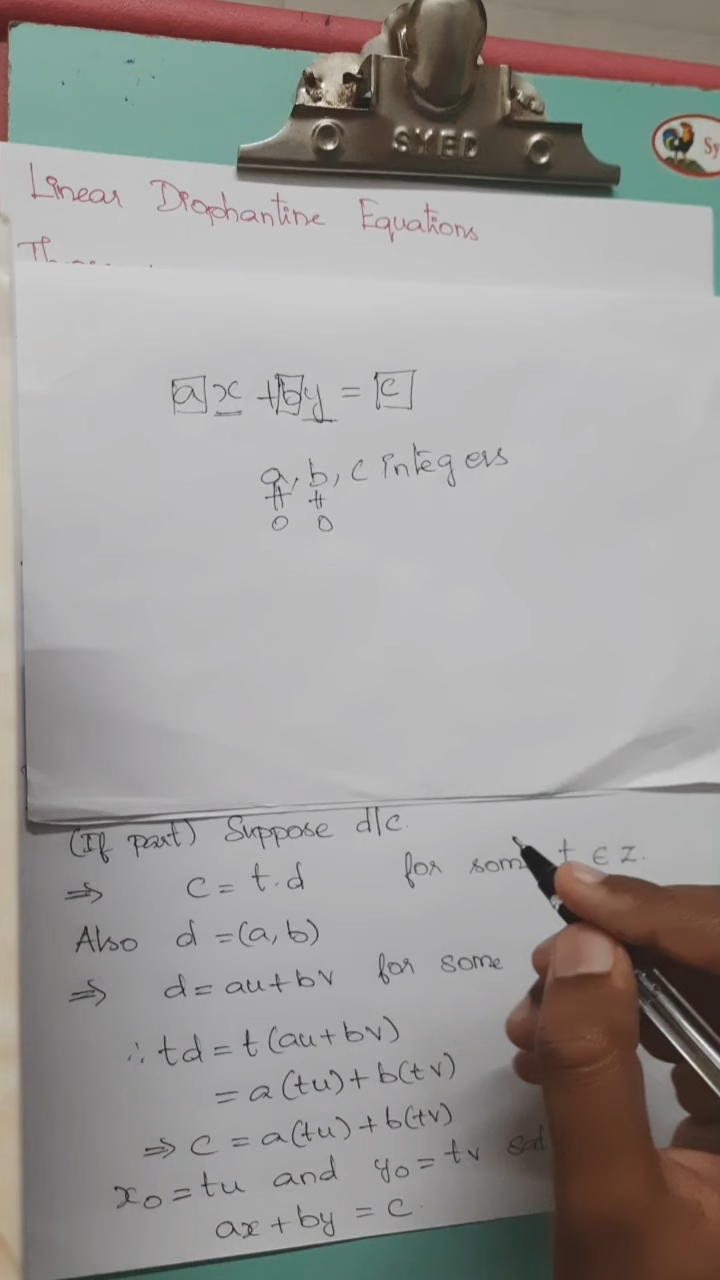 SYED
Sy
Linear Diophantine Equations
ax + by = c
a, b, c integers
≠ ≠
0 0
(If part) Suppose d|c.
⇒ c = t.d for some t ∈ Z.
Also d = (a, b)
⇒ d = au + bv for some
∴ td = t(au + bv)
= a(tu) + b(tv)
⇒ c = a(tu) + b(tv)
x₀ = tu and y₀ = tv
ax + by = c.